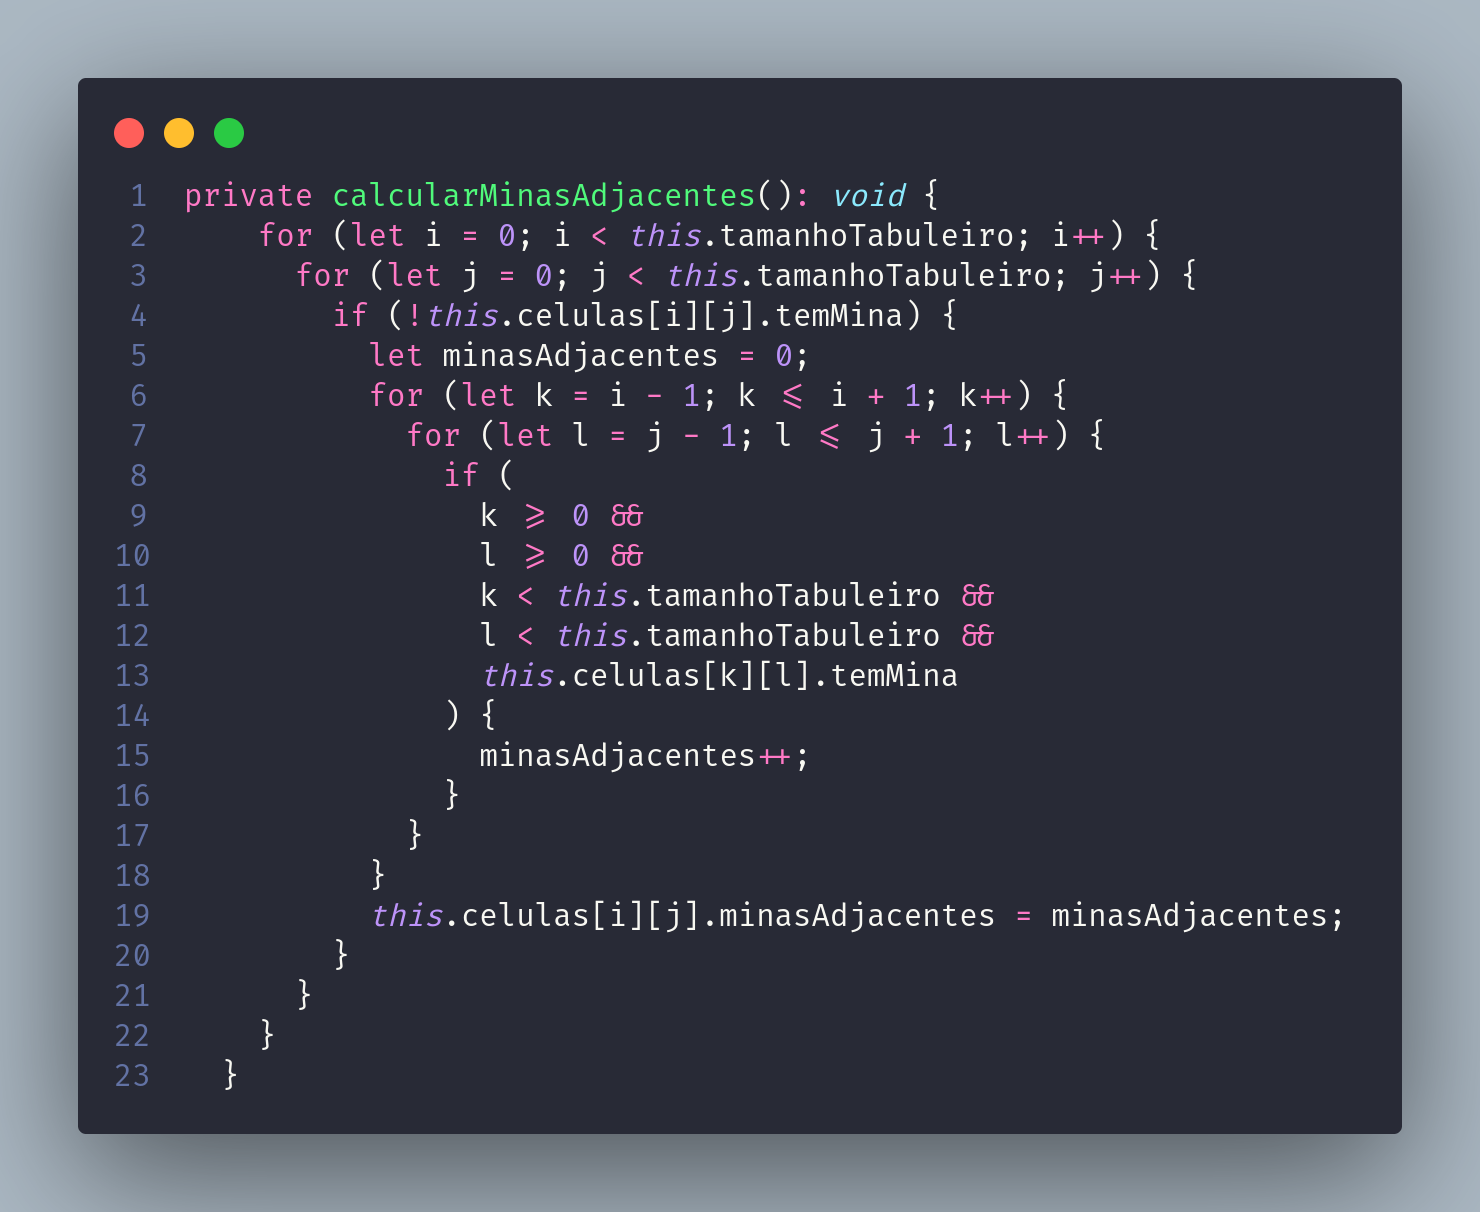 1 private calcularMinasAdjacentes(): void {
2     for (let i = 0; i < this.tamanhoTabuleiro; i++) {
3       for (let j = 0; j < this.tamanhoTabuleiro; j++) {
4         if (!this.celulas[i][j].temMina) {
5           let minasAdjacentes = 0;
6           for (let k = i - 1; k <= i + 1; k++) {
7             for (let l = j - 1; l <= j + 1; l++) {
8               if (
9                 k >= 0 &&
10                 l >= 0 &&
11                 k < this.tamanhoTabuleiro &&
12                 l < this.tamanhoTabuleiro &&
13                 this.celulas[k][l].temMina
14               ) {
15                 minasAdjacentes++;
16               }
17             }
18           }
19           this.celulas[i][j].minasAdjacentes = minasAdjacentes;
20         }
21       }
22     }
23   }